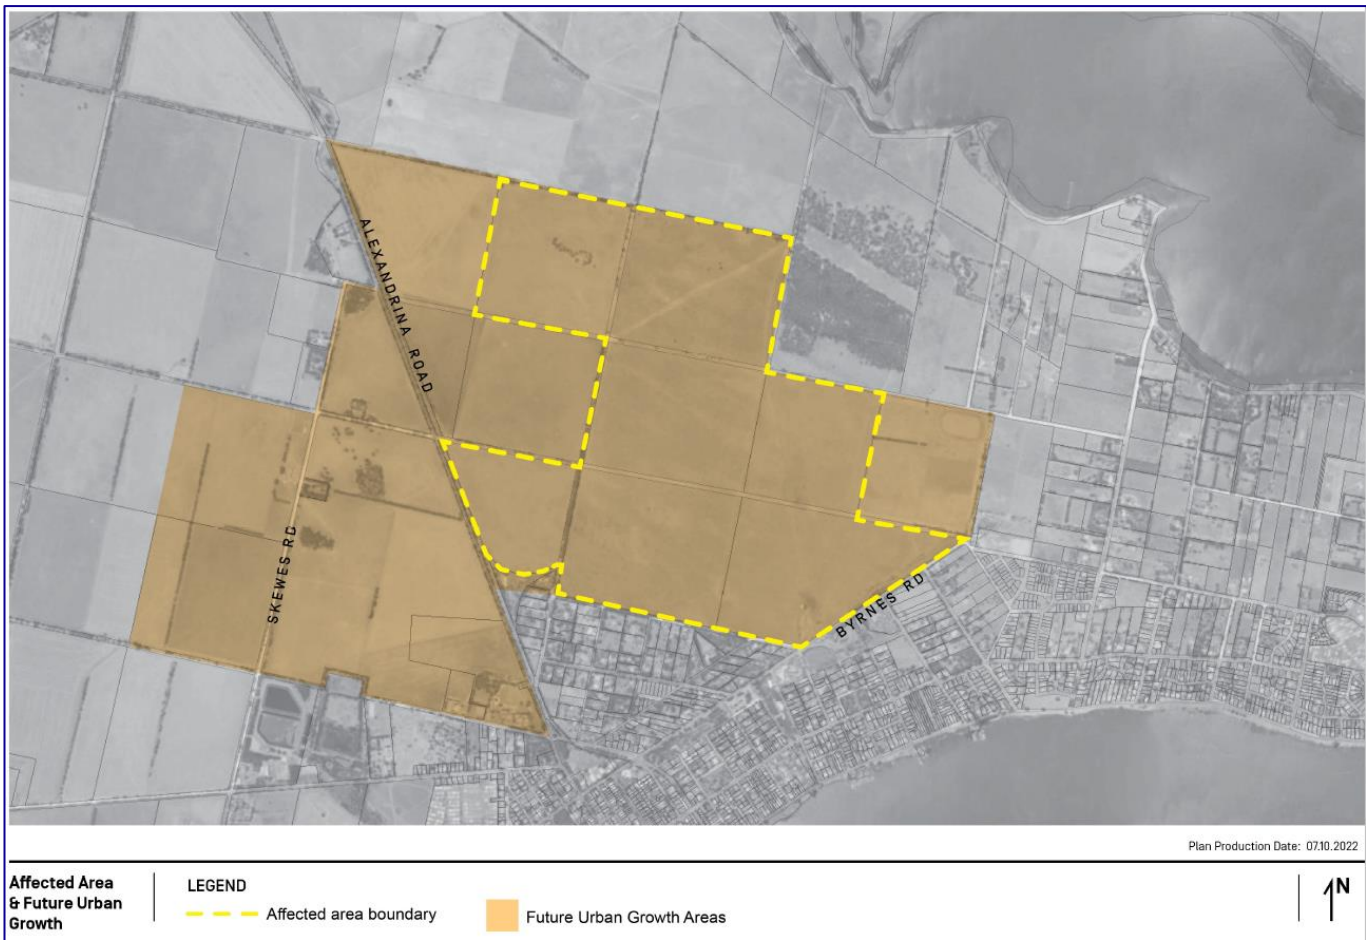 ALEXANDRINA ROAD
SKEWES RD
BYRNES RD
Plan Production Date: 07.10.2022
Affected Area
& Future Urban
Growth
LEGEND
Affected area boundary
Future Urban Growth Areas
N